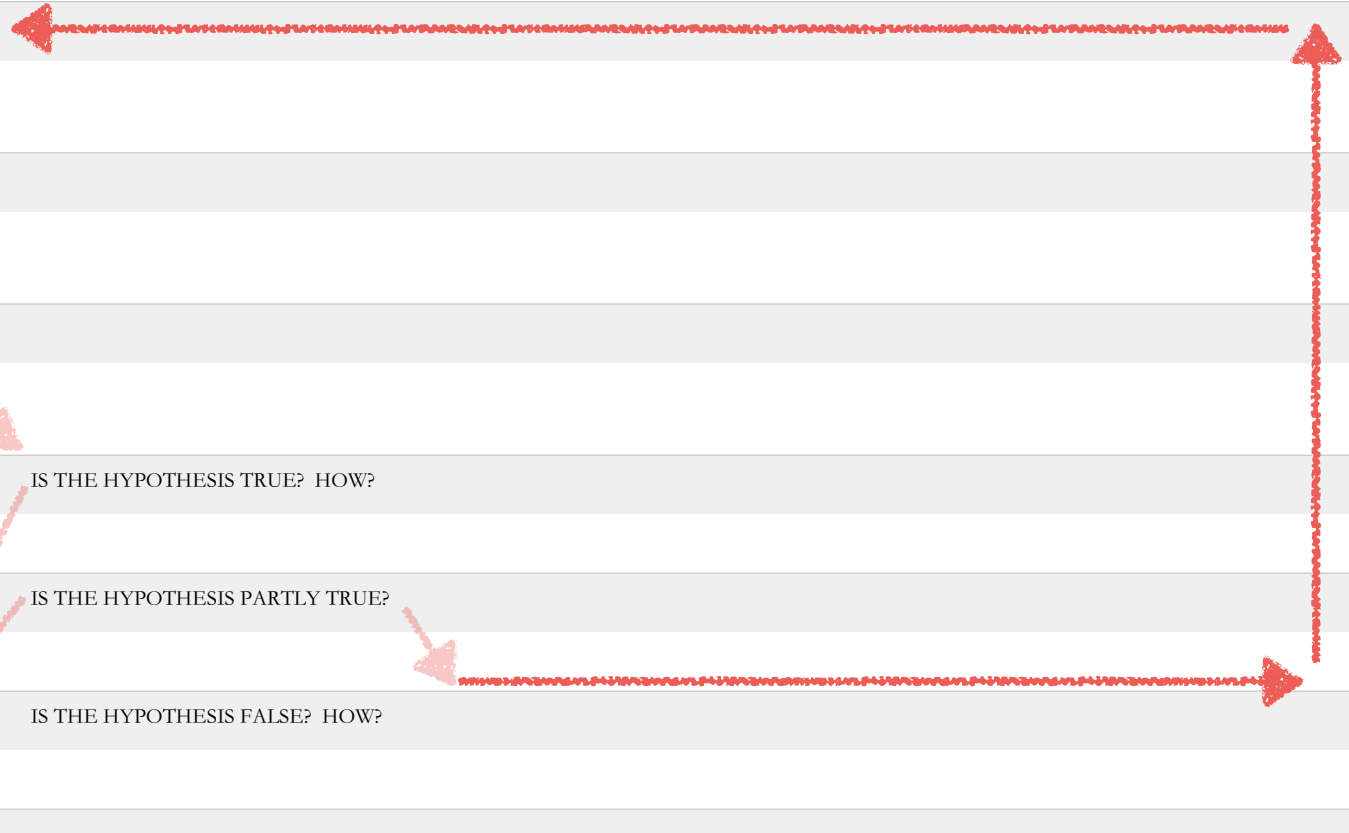 IS THE HYPOTHESIS TRUE?  HOW?
IS THE HYPOTHESIS PARTLY TRUE?
IS THE HYPOTHESIS FALSE?  HOW?